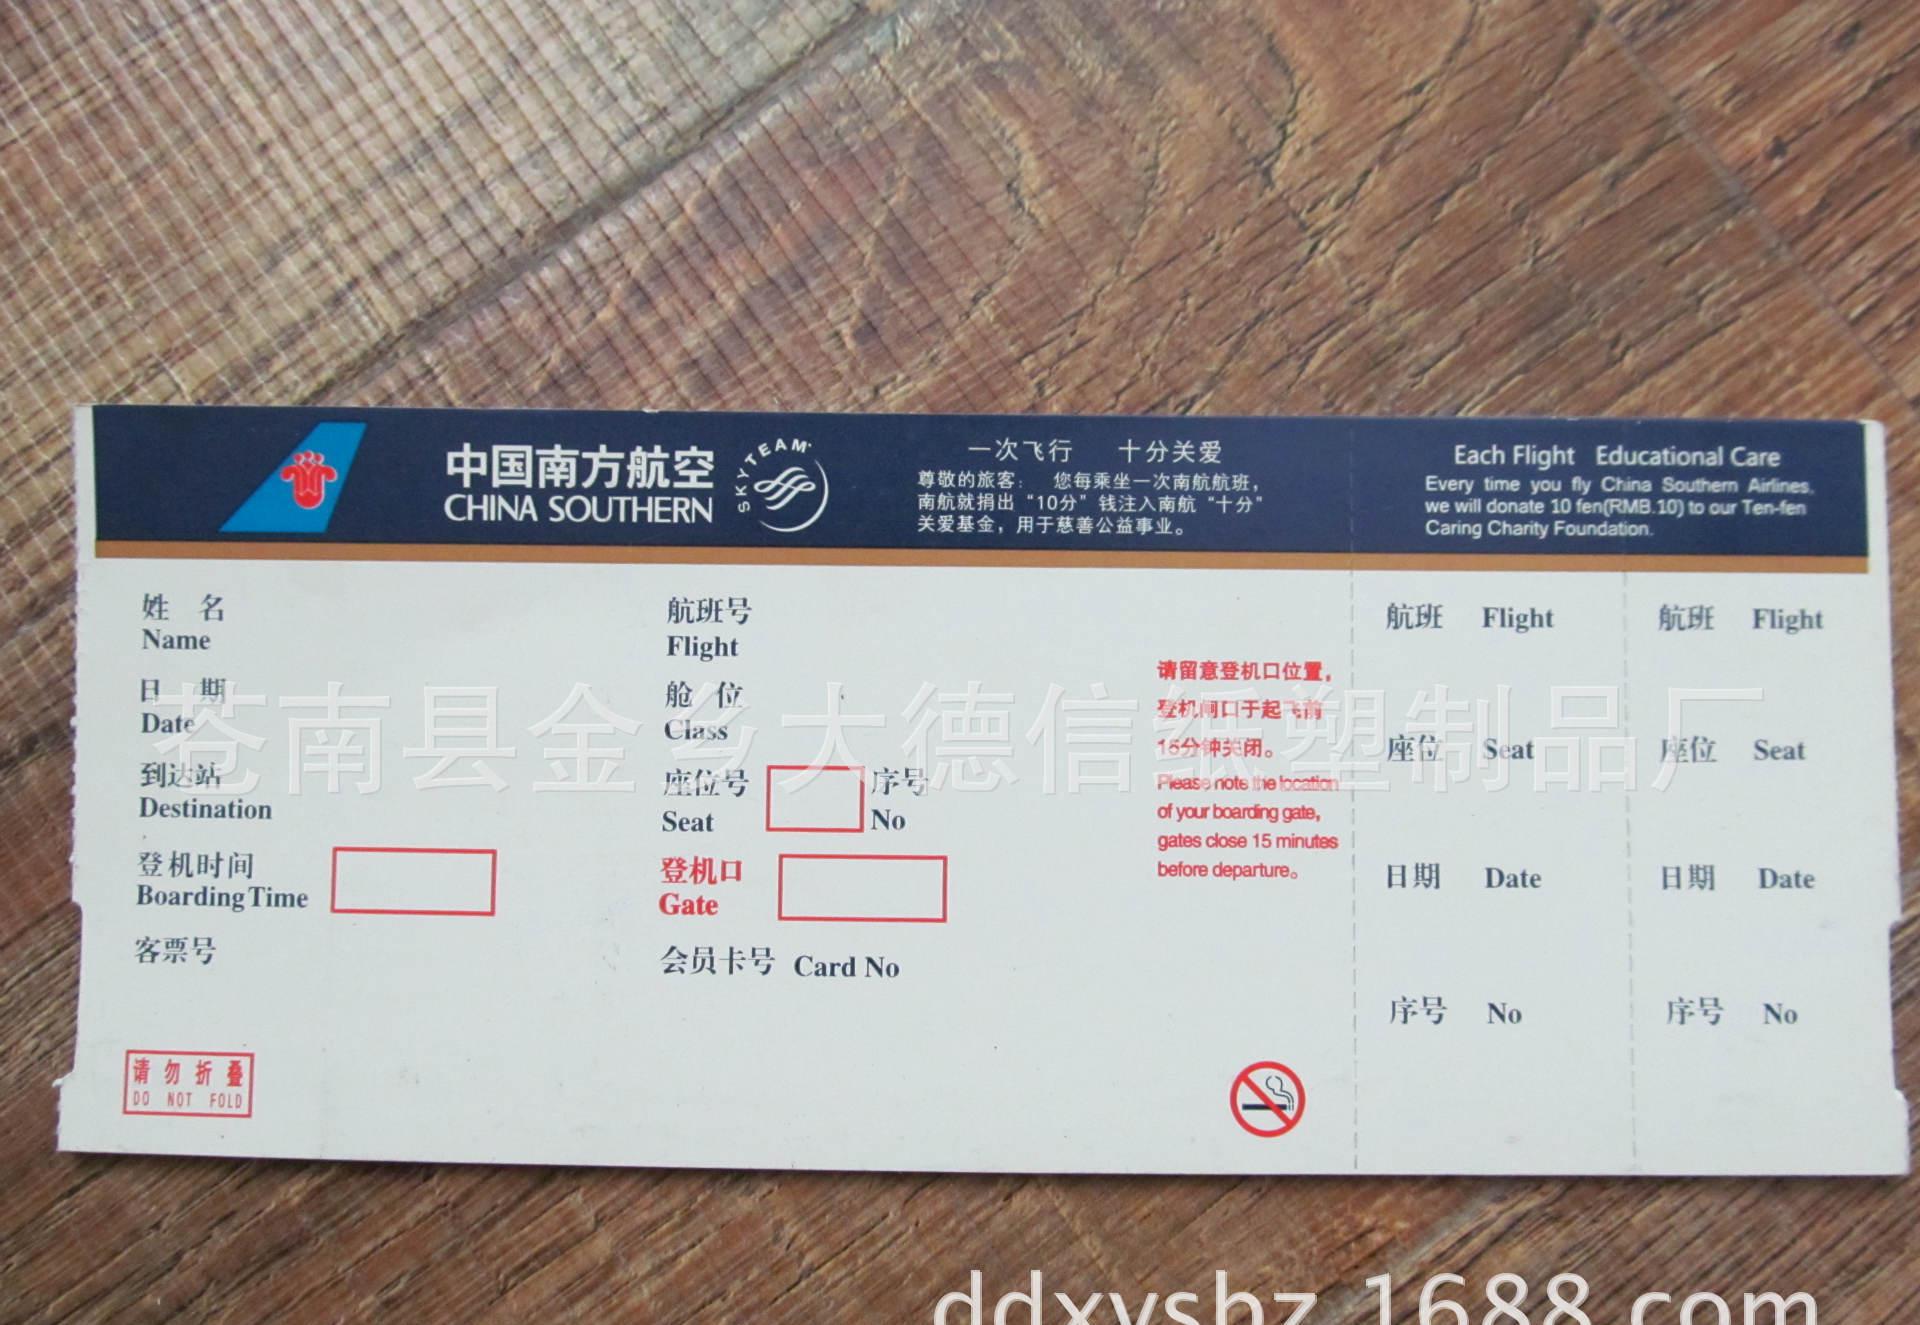 中国南方航空
CHINA SOUTHERN
SKYTEAM
一次飞行 十分关爱
尊敬的旅客： 您每乘坐一次南航航班，
南航就捐出“10分”钱注入南航“十分”
关爱基金，用于慈善公益事业。
Each Flight Educational Care
Every time you fly China Southern Airlines,
we will donate 10 fen(RMB.10) to our Ten-fen
Caring Charity Foundation.
姓 名
Name
日 期
Date
到达站
Destination
登机时间
Boarding Time
客票号
请勿折叠
DO NOT FOLD
航班号
Flight
舱 位
Class
座位号
Seat
序号
No
登机口
Gate
会员卡号 Card No
请留意登机口位置，
登机闸口于起飞前
15分钟关闭。
Please note the location
of your boarding gate,
gates close 15 minutes
before departure。
航班 Flight
座位 Seat
日期 Date
序号 No
航班 Flight
座位 Seat
日期 Date
序号 No
苍南县金乡大德信纸塑制品厂
ddxysbz.1688.com